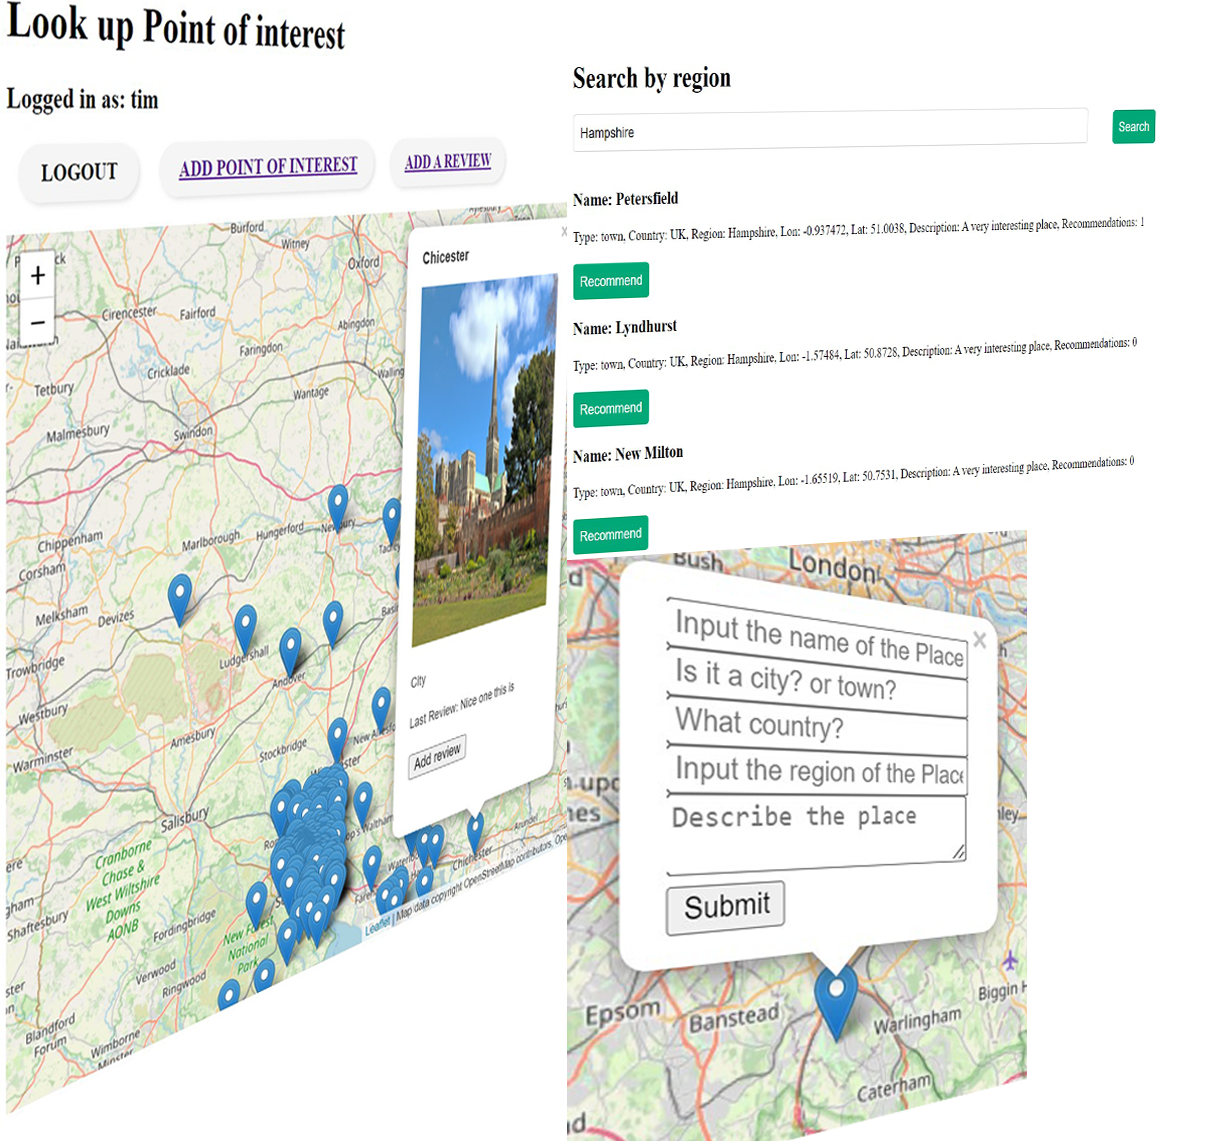 Look up Point of interest
Logged in as: tim
LOGOUT
ADD POINT OF INTEREST
ADD A REVIEW
+
−
Burford
Witney
Oxford
Cirencester
Fairford
Abingdon
Faringdon
Cricklade
Tetbury
Wantage
Malmesbury
Swindon
Chippenham
Marlborough
Hungerford
Newbury
Corsham
Melksham
Devizes
Trowbridge
Ludgershall
Andover
Westbury
Amesbury
Stockbridge
Warminster
Salisbury
Cranborne
Chase &
West Wiltshire
Downs
AONB
Shaftesbury
Fordingbridge
New Forest
National
Park
Verwood
Ringwood
Blandford
Forum
Wimborne
Minster
Chichester
Arundel
Leaflet | Map data copyright OpenStreetMap contributors, Ope
Chicester
×
City
Last Review: Nice one this is
Add review
Search by region
Hampshire
Search
Name: Petersfield
Type: town, Country: UK, Region: Hampshire, Lon: -0.937472, Lat: 51.0038, Description: A very interesting place, Recommendations: 1
Recommend
Name: Lyndhurst
Type: town, Country: UK, Region: Hampshire, Lon: -1.57484, Lat: 50.8728, Description: A very interesting place, Recommendations: 0
Recommend
Name: New Milton
Type: town, Country: UK, Region: Hampshire, Lon: -1.65519, Lat: 50.7531, Description: A very interesting place, Recommendations: 0
Recommend
Bush
London
×
Input the name of the Place
Is it a city? or town?
What country?
Input the region of the Place
Describe the place
Submit
Epsom
Banstead
Biggin H
Warlingham
Caterham